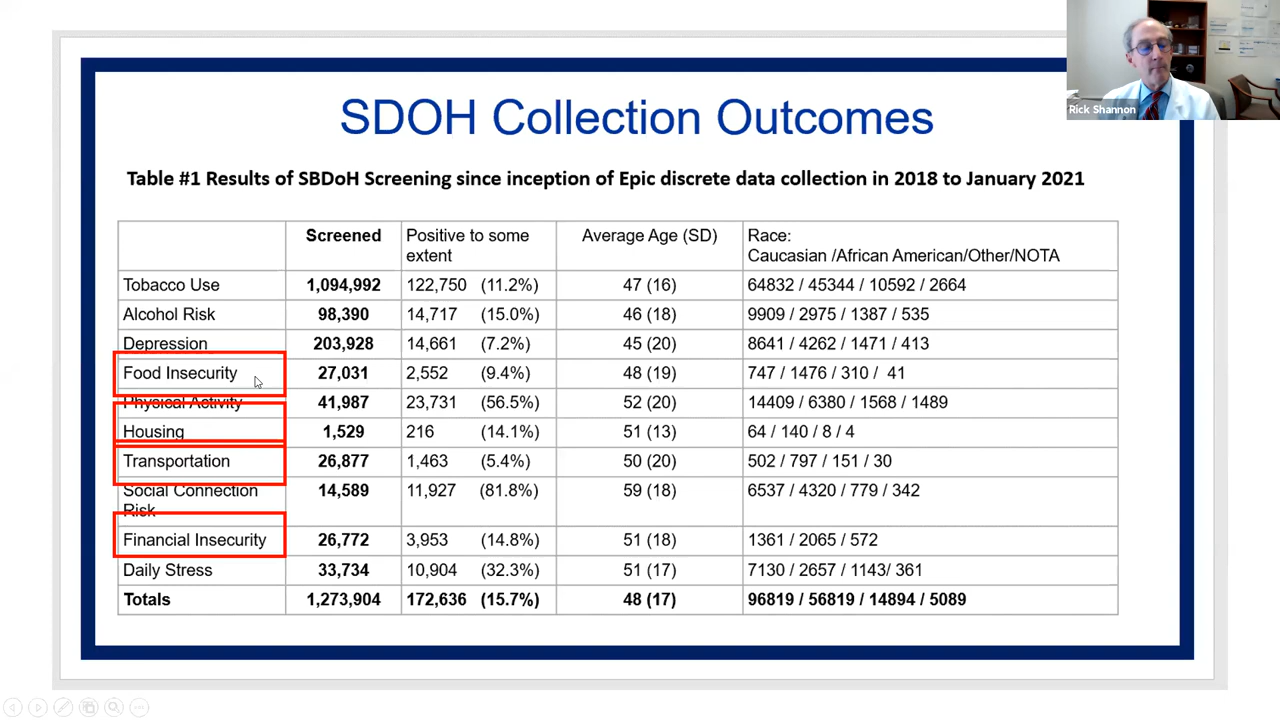 Rick Shannon
SDOH Collection Outcomes
Table #1 Results of SBDoH Screening since inception of Epic discrete data collection in 2018 to January 2021
Screened Positive to some extent Average Age (SD) Race: Caucasian /African American/Other/NOTA
Tobacco Use 1,094,992 122,750 (11.2%) 47 (16) 64832 / 45344 / 10592 / 2664
Alcohol Risk 98,390 14,717 (15.0%) 46 (18) 9909 / 2975 / 1387 / 535
Depression 203,928 14,661 (7.2%) 45 (20) 8641 / 4262 / 1471 / 413
Food Insecurity 27,031 2,552 (9.4%) 48 (19) 747 / 1476 / 310 / 41
Physical Activity 41,987 23,731 (56.5%) 52 (20) 14409 / 6380 / 1568 / 1489
Housing 1,529 216 (14.1%) 51 (13) 64 / 140 / 8 / 4
Transportation 26,877 1,463 (5.4%) 50 (20) 502 / 797 / 151 / 30
Social Connection Risk 14,589 11,927 (81.8%) 59 (18) 6537 / 4320 / 779 / 342
Financial Insecurity 26,772 3,953 (14.8%) 51 (18) 1361 / 2065 / 572
Daily Stress 33,734 10,904 (32.3%) 51 (17) 7130 / 2657 / 1143/ 361
Totals 1,273,904 172,636 (15.7%) 48 (17) 96819 / 56819 / 14894 / 5089